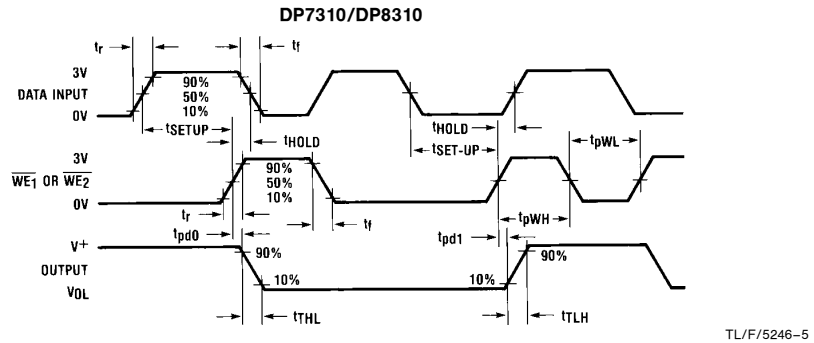 DP7310/DP8310
tr
tf
3V
DATA INPUT
0V
90%
50%
10%
tSETUP
tHOLD
tHOLD
tSET-UP
tpWL
3V
WE1 OR WE2
0V
90%
50%
10%
tr
tf
tpWH
tpd0
tpd1
V+
OUTPUT
VOL
90%
10%
10%
90%
tTHL
tTLH
TL/F/5246–5